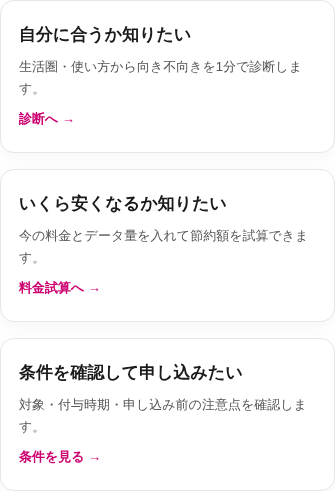 自分に合うか知りたい
生活圏・使い方から向き不向きを1分で診断しま
す。
診断へ →
いくら安くなるか知りたい
今の料金とデータ量を入れて節約額を試算できま
す。
料金試算へ →
条件を確認して申し込みたい
対象・付与時期・申し込み前の注意点を確認しま
す。
条件を見る →